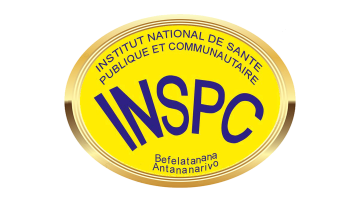 INSTITUT NATIONAL DE SANTE
PUBLIQUE ET COMMUNAUTAIRE
INSPC
Befelatanana
Antananarivo